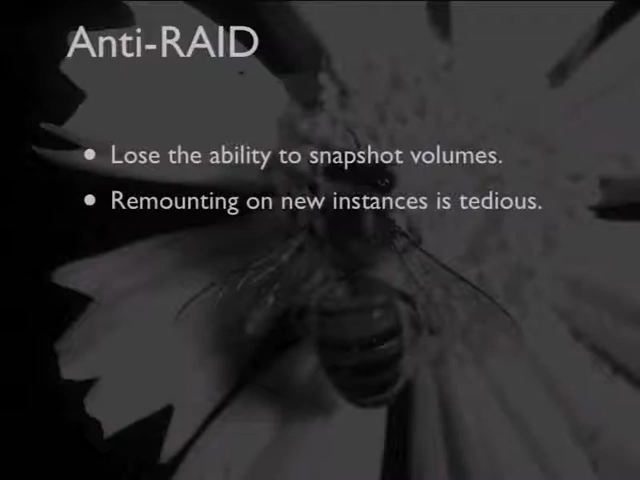 Anti-RAID
• Lose the ability to snapshot volumes.
• Remounting on new instances is tedious.